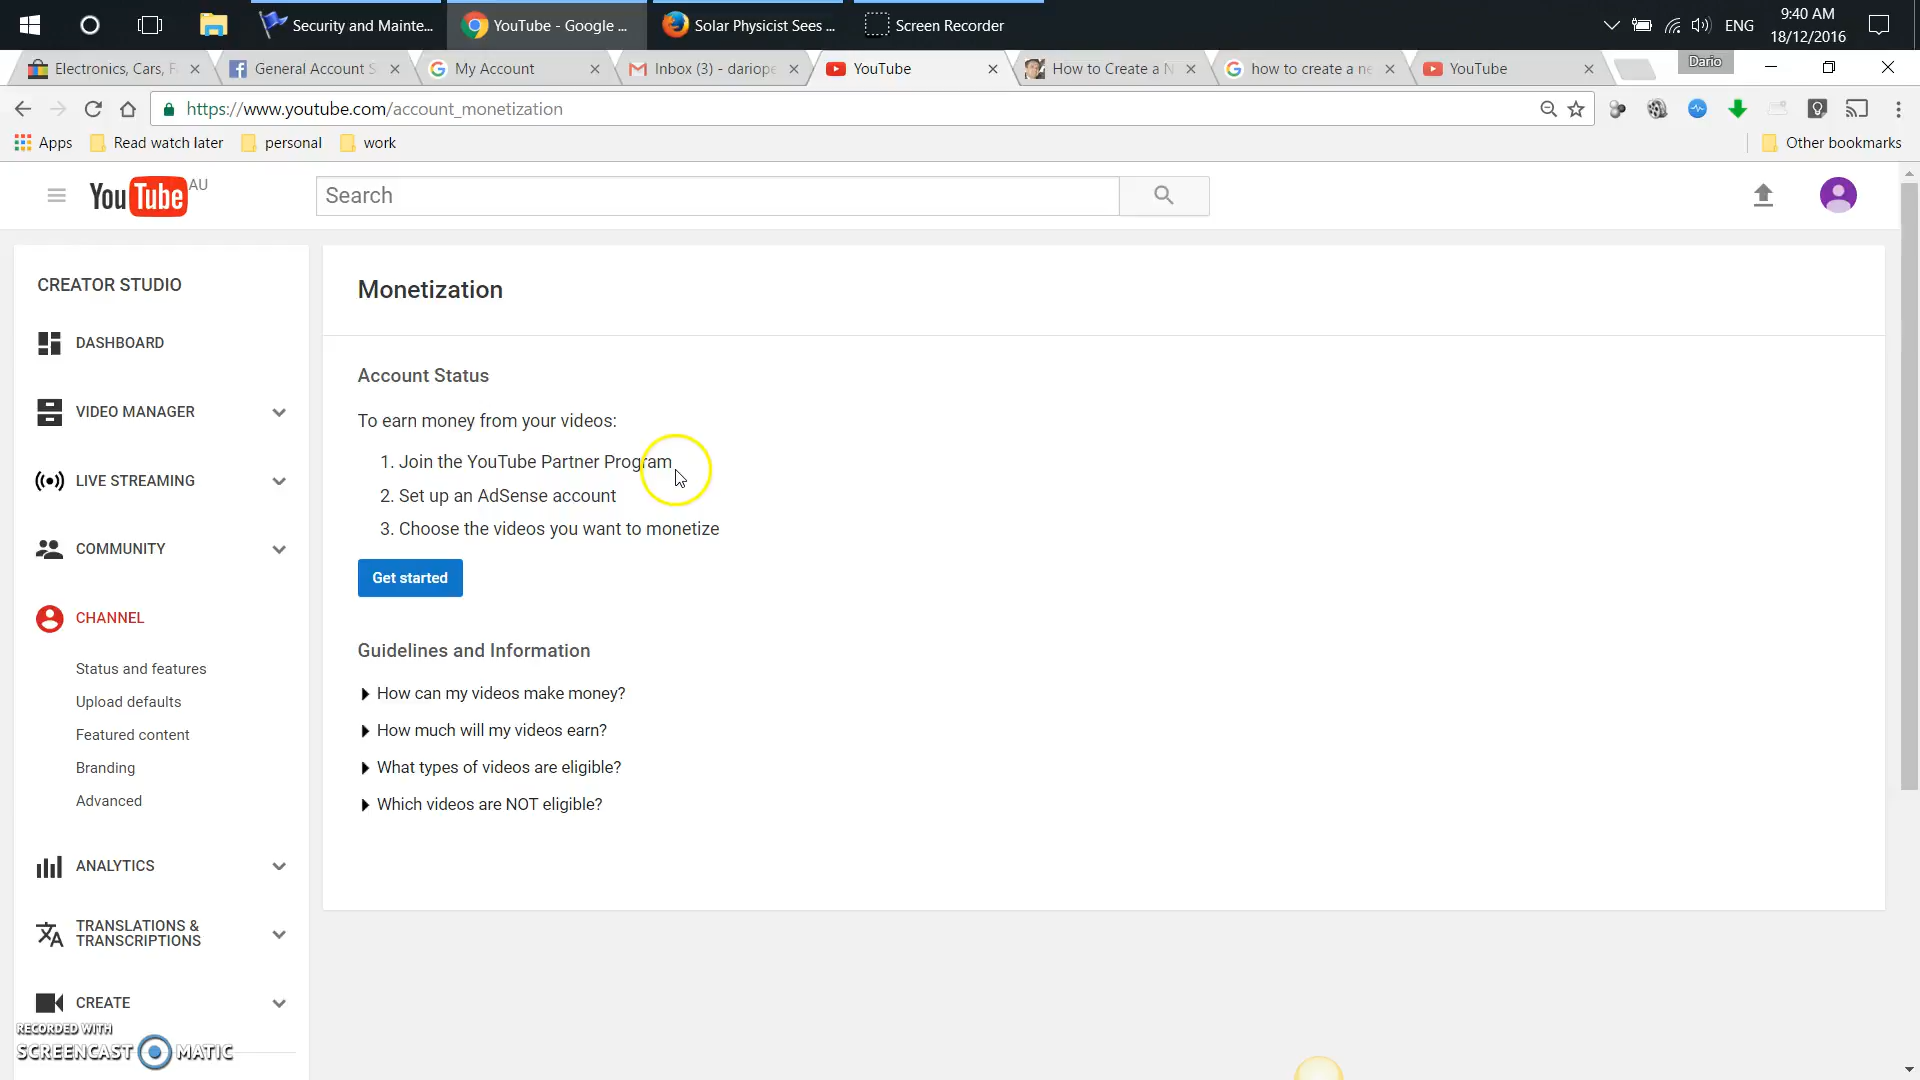 Security and Mainte...
YouTube - Google ...
Solar Physicist Sees ...
Screen Recorder
ENG
9:40 AM
18/12/2016
Electronics, Cars, F
General Account S
My Account
Inbox (3) - dariope
YouTube
How to Create a N
how to create a ne
YouTube
Dario
https://www.youtube.com/account_monetization
Apps
Read watch later
personal
work
Other bookmarks
YouTube AU
Search
CREATOR STUDIO
DASHBOARD
VIDEO MANAGER
LIVE STREAMING
COMMUNITY
CHANNEL
Status and features
Upload defaults
Featured content
Branding
Advanced
ANALYTICS
TRANSLATIONS &
TRANSCRIPTIONS
CREATE
Monetization
Account Status
To earn money from your videos:
1. Join the YouTube Partner Program
2. Set up an AdSense account
3. Choose the videos you want to monetize
Get started
Guidelines and Information
How can my videos make money?
How much will my videos earn?
What types of videos are eligible?
Which videos are NOT eligible?
RECORDED WITH
SCREENCAST MATIC